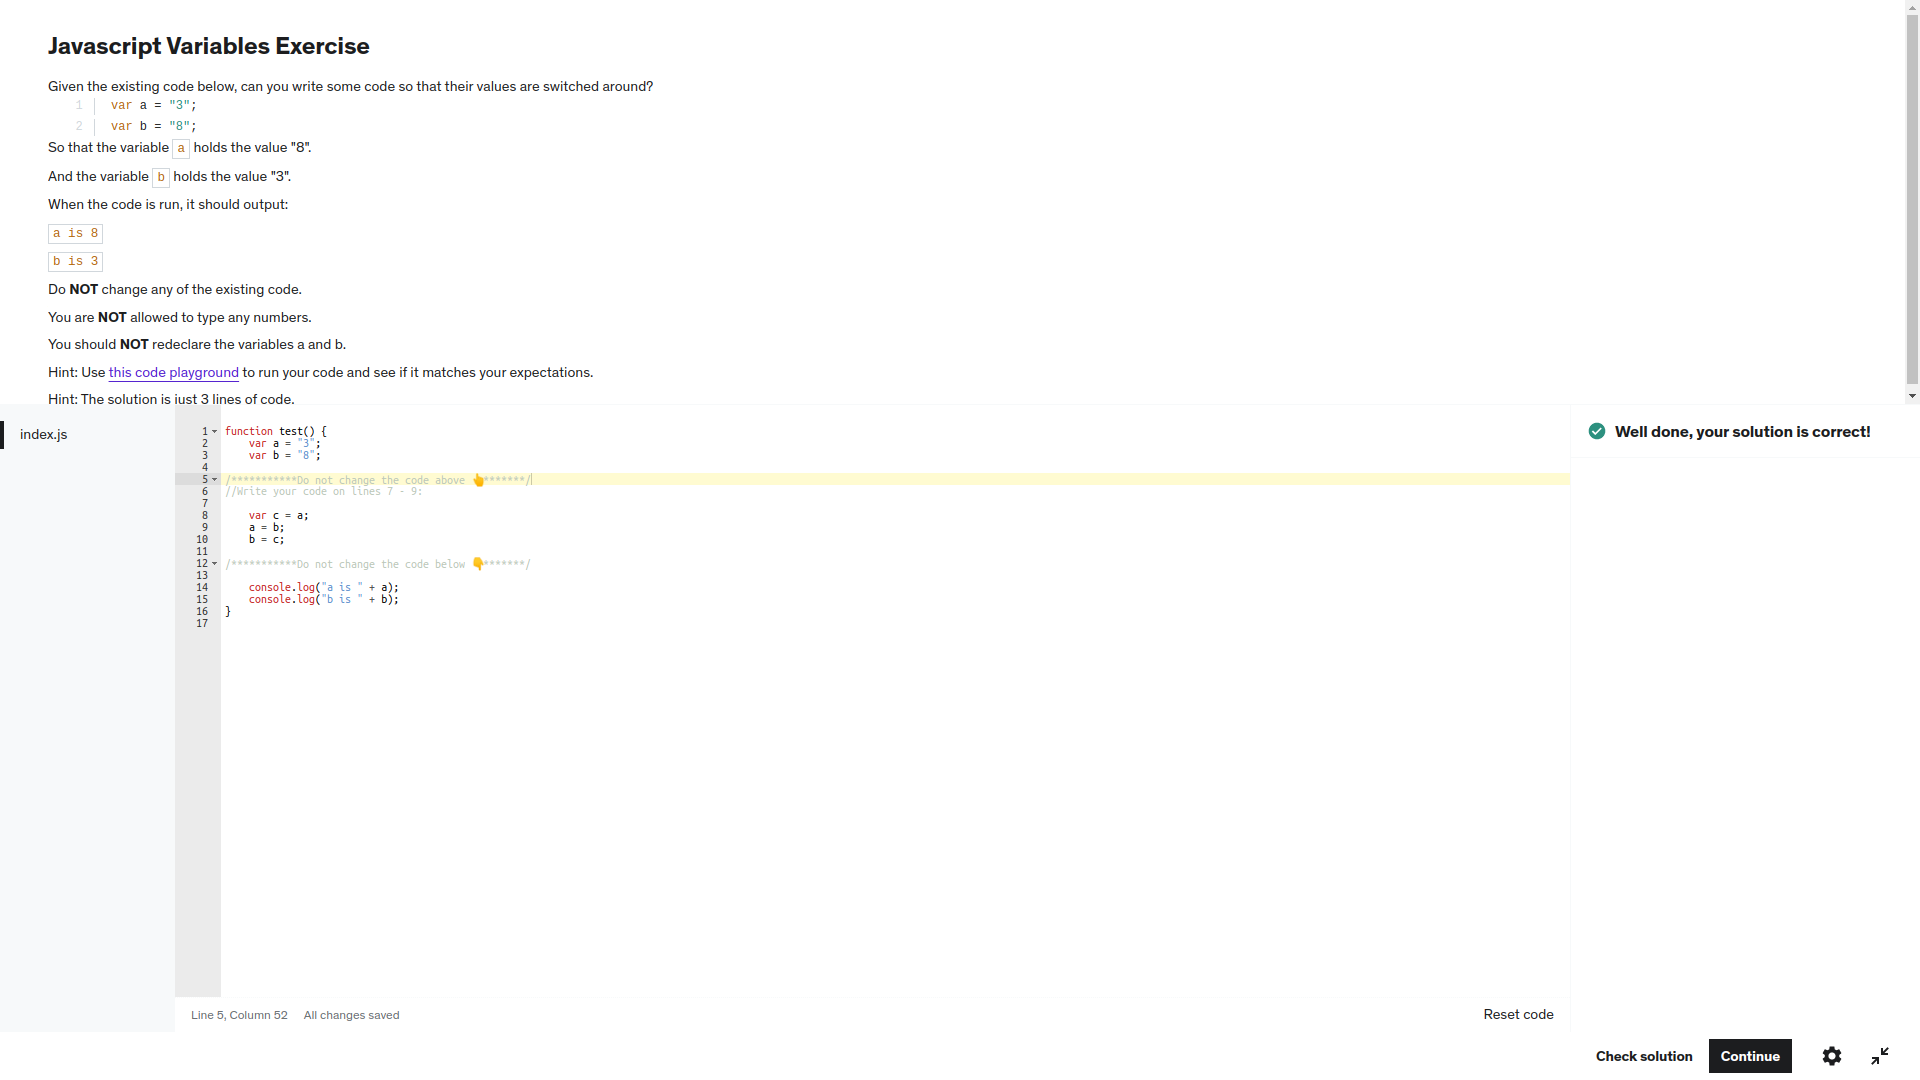 Javascript Variables Exercise
Given the existing code below, can you write some code so that their values are switched around?
1 var a = "3";
2 var b = "8";
So that the variable a holds the value "8".
And the variable b holds the value "3".
When the code is run, it should output:
a is 8
b is 3
Do NOT change any of the existing code.
You are NOT allowed to type any numbers.
You should NOT redeclare the variables a and b.
Hint: Use this code playground to run your code and see if it matches your expectations.
Hint: The solution is just 3 lines of code.
index.js
1 function test() {
2     var a = "3";
3     var b = "8";
4
5 /***********Do not change the code above 👆*******/
6 //Write your code on lines 7 - 9:
7
8     var c = a;
9     a = b;
10     b = c;
11
12 /***********Do not change the code below 👇*******/
13
14     console.log("a is " + a);
15     console.log("b is " + b);
16 }
17
Well done, your solution is correct!
Line 5, Column 52 All changes saved
Reset code
Check solution Continue